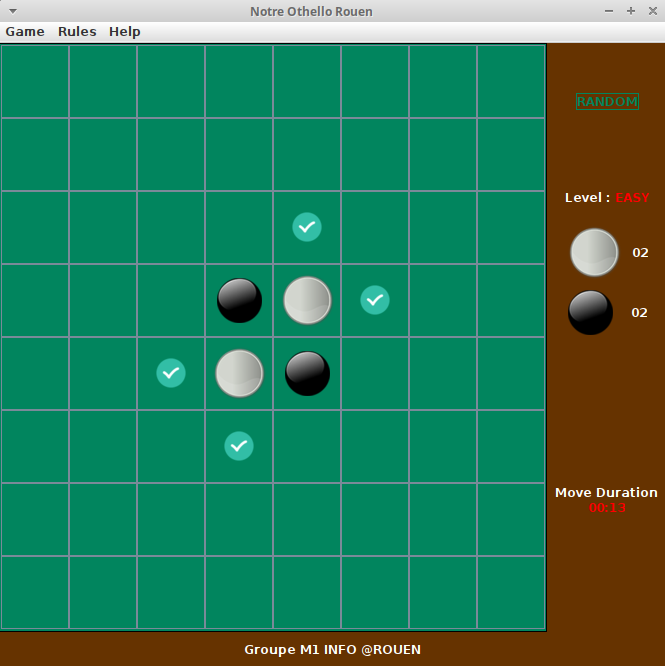 Notre Othello Rouen
Game Rules Help
RANDOM
Level : EASY
02
02
Move Duration
00:13
Groupe M1 INFO @ROUEN